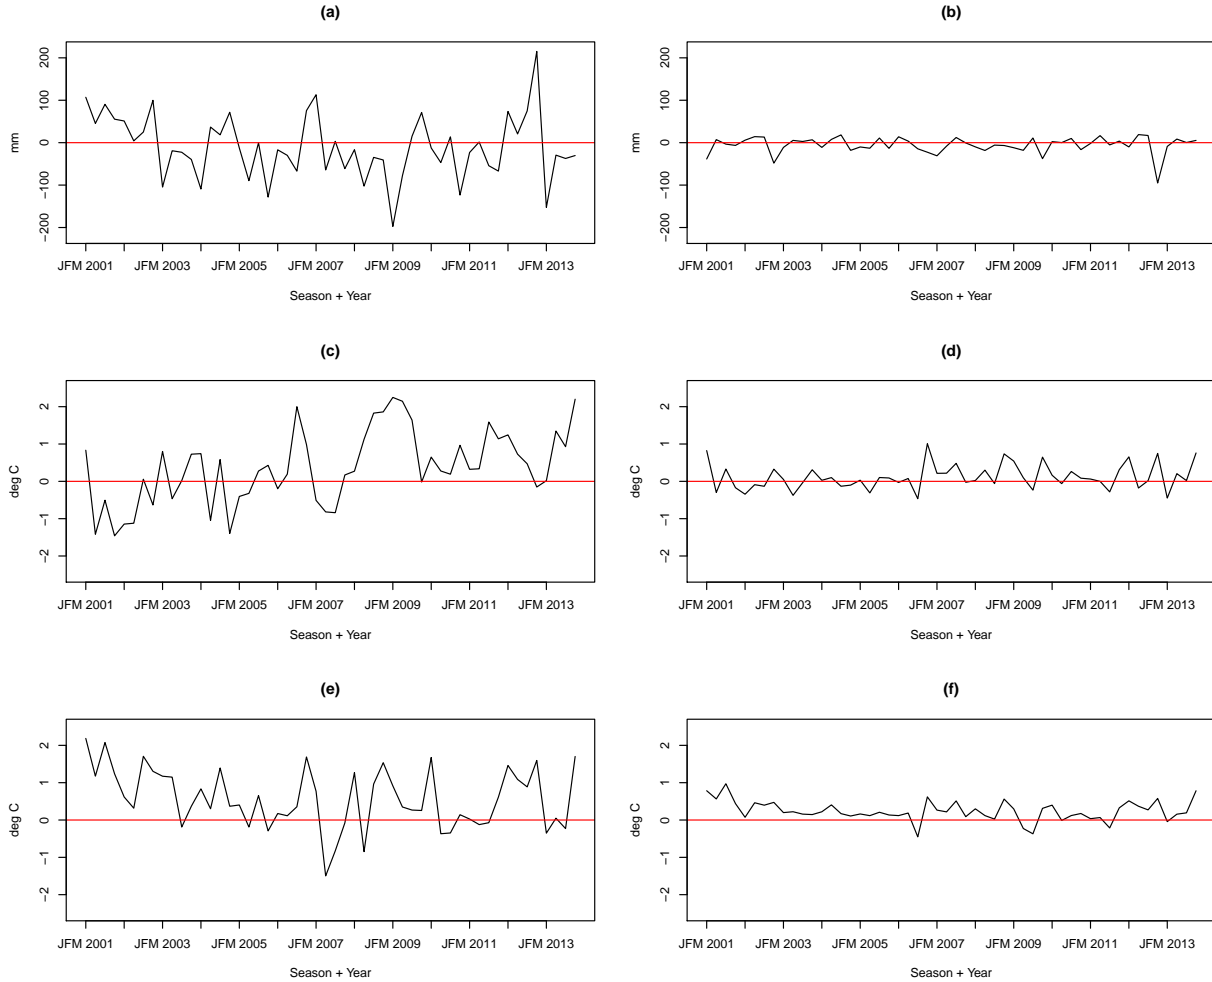 (a)
mm
200
100
0
−100
−200
JFM 2001 JFM 2003 JFM 2005 JFM 2007 JFM 2009 JFM 2011 JFM 2013
Season + Year
(b)
mm
200
100
0
−100
−200
JFM 2001 JFM 2003 JFM 2005 JFM 2007 JFM 2009 JFM 2011 JFM 2013
Season + Year
(c)
deg C
2
1
0
−1
−2
JFM 2001 JFM 2003 JFM 2005 JFM 2007 JFM 2009 JFM 2011 JFM 2013
Season + Year
(d)
deg C
2
1
0
−1
−2
JFM 2001 JFM 2003 JFM 2005 JFM 2007 JFM 2009 JFM 2011 JFM 2013
Season + Year
(e)
deg C
2
1
0
−1
−2
JFM 2001 JFM 2003 JFM 2005 JFM 2007 JFM 2009 JFM 2011 JFM 2013
Season + Year
(f)
deg C
2
1
0
−1
−2
JFM 2001 JFM 2003 JFM 2005 JFM 2007 JFM 2009 JFM 2011 JFM 2013
Season + Year